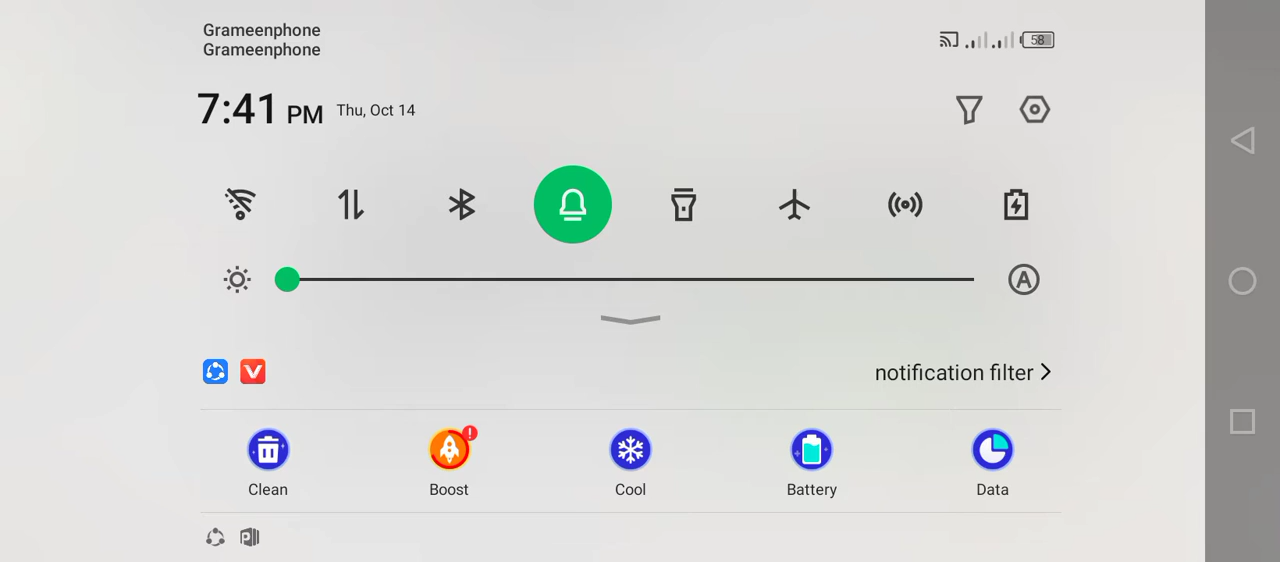 Grameenphone
Grameenphone
58
7:41 PM Thu, Oct 14
A
notification filter
Clean
Boost
Cool
Battery
Data